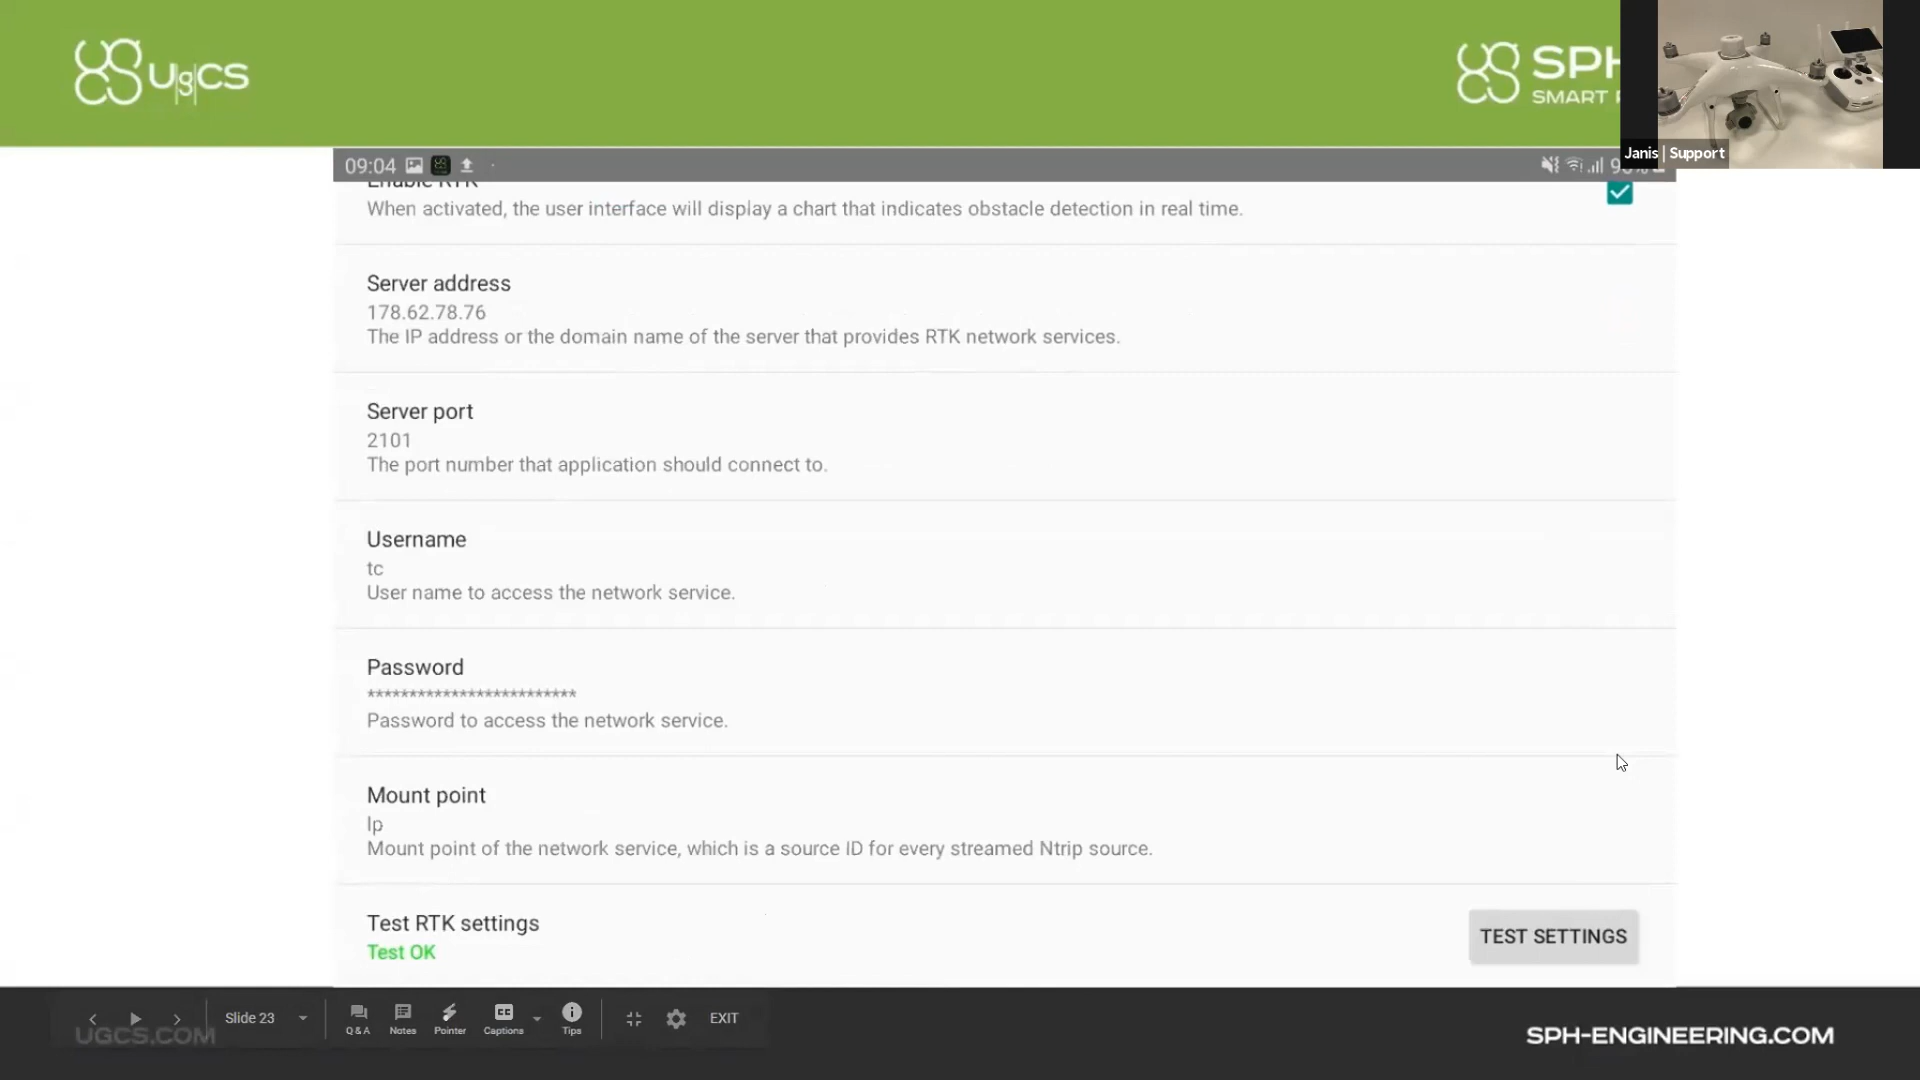 UgCS
SPH
SMART
Janis | Support
09:04
Enable RTK
When activated, the user interface will display a chart that indicates obstacle detection in real time.
Server address
178.62.78.76
The IP address or the domain name of the server that provides RTK network services.
Server port
2101
The port number that application should connect to.
Username
tc
User name to access the network service.
Password
*************************
Password to access the network service.
Mount point
lp
Mount point of the network service, which is a source ID for every streamed Ntrip source.
Test RTK settings
Test OK
TEST SETTINGS
Slide 23
Q & A
Notes
Pointer
CC
Captions
Tips
EXIT
UGCS.COM
SPH-ENGINEERING.COM